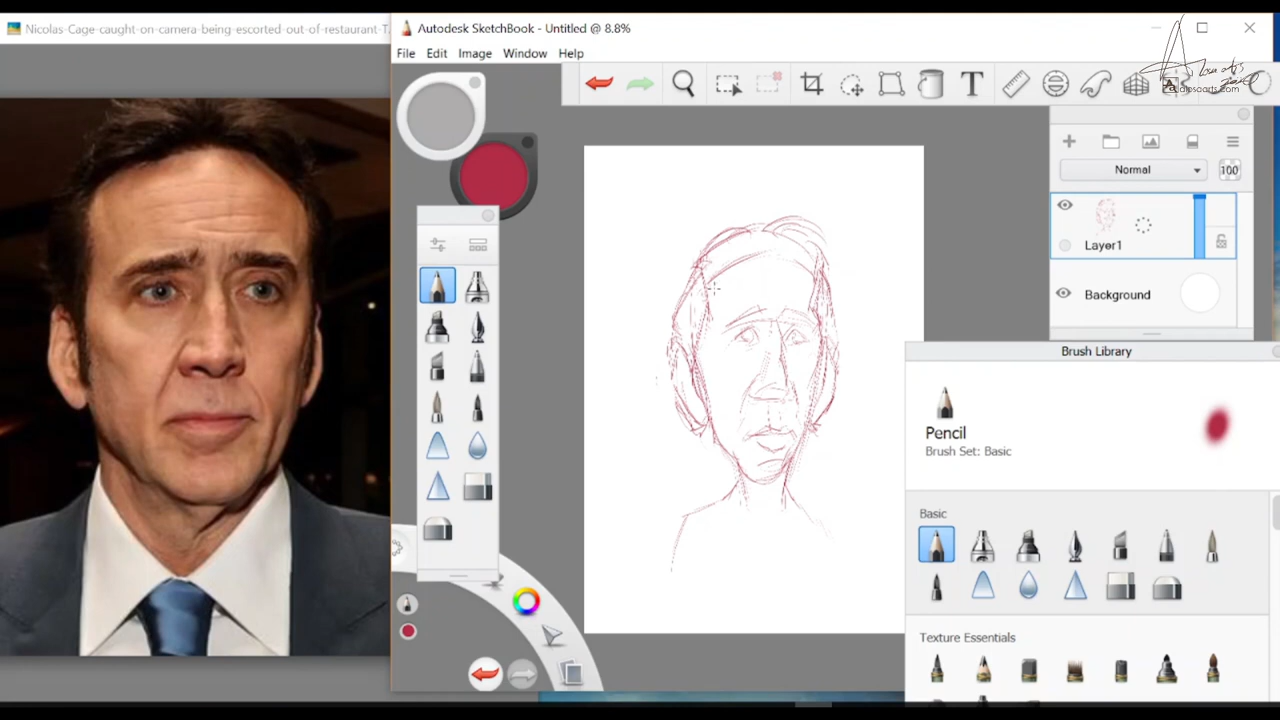 Nicolas-Cage-caught-on-camera-being-escorted-out-of-restaurant-T
Autodesk SketchBook - Untitled @ 8.8%
File Edit Image Window Help
T
Normal
100
Layer1
Background
Brush Library
Pencil
Brush Set: Basic
Basic
Texture Essentials